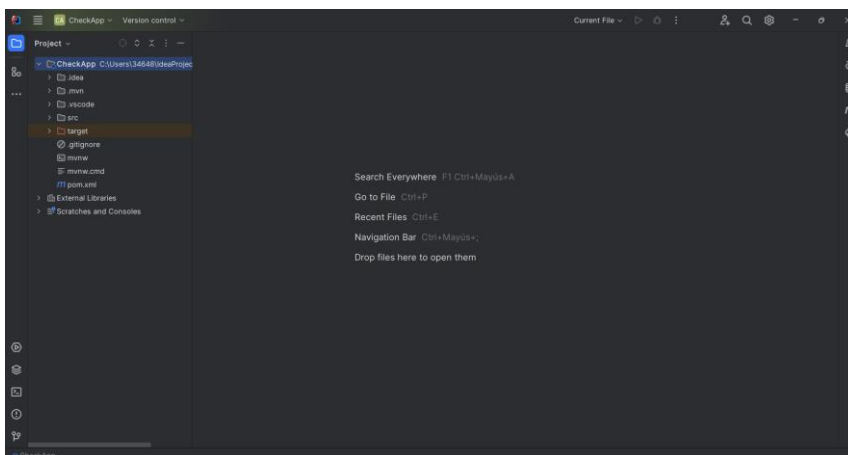 CA CheckApp Version control Current File
Project
CheckApp C:\Users\34648\IdeaProjec
.idea
.mvn
.vscode
src
target
.gitignore
mvnw
mvnw.cmd
m pom.xml
External Libraries
Scratches and Consoles
Search Everywhere F1 Ctrl+Mayús+A
Go to File Ctrl+P
Recent Files Ctrl+E
Navigation Bar Ctrl+Mayús+;
Drop files here to open them
CheckApp